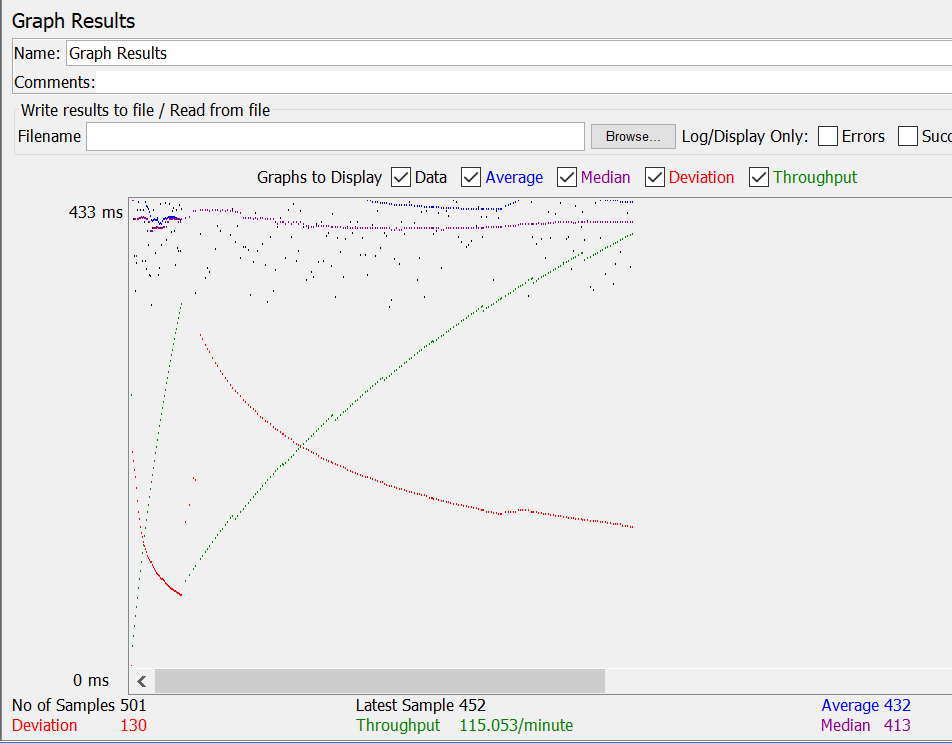 Graph Results
Name: Graph Results
Comments:
Write results to file / Read from file
Filename Browse... Log/Display Only: Errors Succ
Graphs to Display Data Average Median Deviation Throughput
433 ms
0 ms
No of Samples 501 Latest Sample 452 Average 432
Deviation 130 Throughput 115.053/minute Median 413